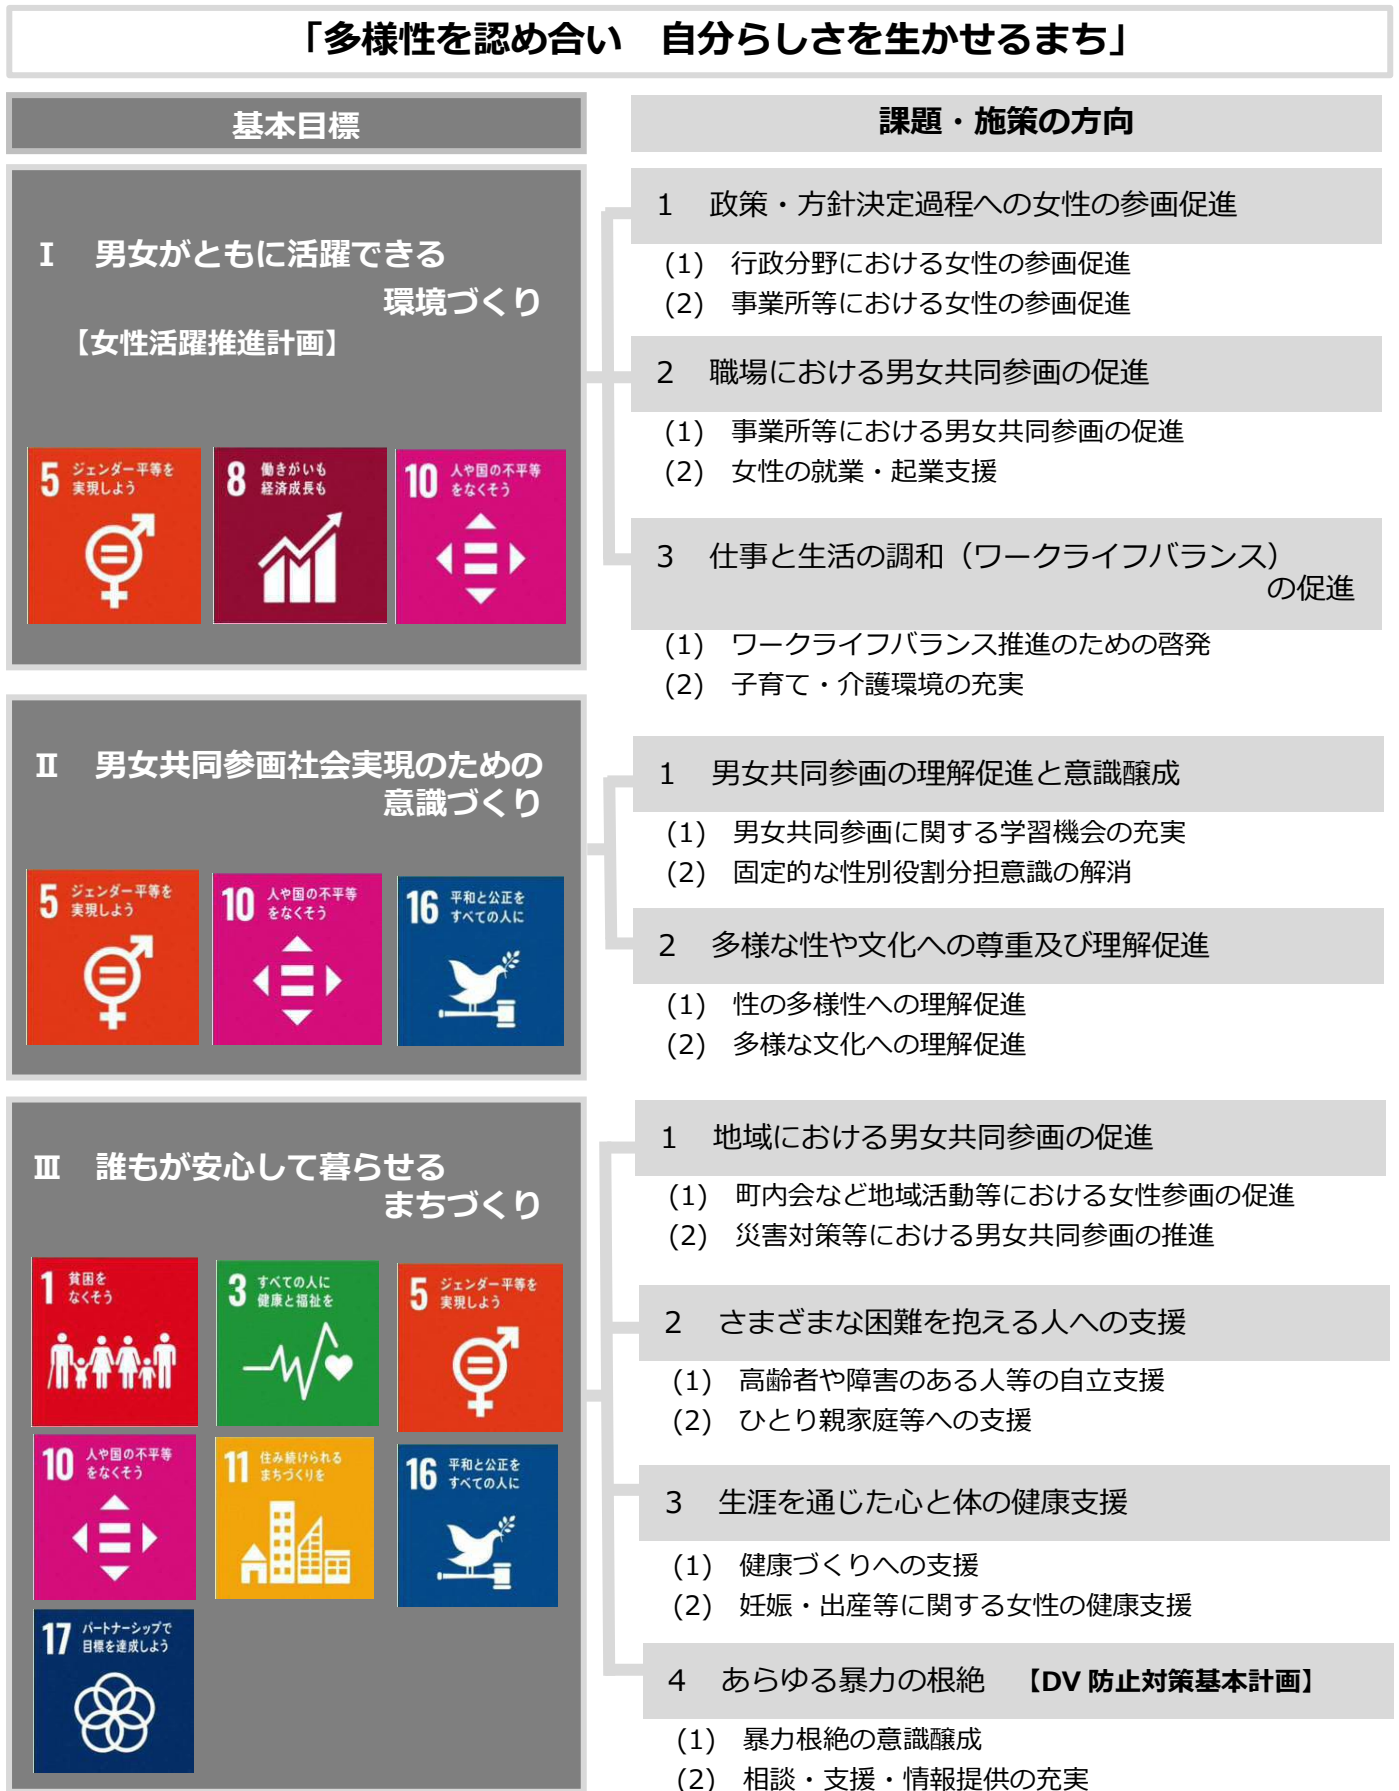 「多様性を認め合い　自分らしさを生かせるまち」
基本目標
課題・施策の方向
Ⅰ　男女がともに活躍できる
環境づくり
【女性活躍推進計画】
5 ジェンダー平等を
実現しよう
8 働きがいも
経済成長も
10 人や国の不平等
をなくそう
1　政策・方針決定過程への女性の参画促進
(1)　行政分野における女性の参画促進
(2)　事業所等における女性の参画促進
2　職場における男女共同参画の促進
(1)　事業所等における男女共同参画の促進
(2)　女性の就業・起業支援
3　仕事と生活の調和（ワークライフバランス）
の促進
(1)　ワークライフバランス推進のための啓発
(2)　子育て・介護環境の充実
Ⅱ　男女共同参画社会実現のための
意識づくり
5 ジェンダー平等を
実現しよう
10 人や国の不平等
をなくそう
16 平和と公正を
すべての人に
1　男女共同参画の理解促進と意識醸成
(1)　男女共同参画に関する学習機会の充実
(2)　固定的な性別役割分担意識の解消
2　多様な性や文化への尊重及び理解促進
(1)　性の多様性への理解促進
(2)　多様な文化への理解促進
Ⅲ　誰もが安心して暮らせる
まちづくり
1 貧困を
なくそう
3 すべての人に
健康と福祉を
5 ジェンダー平等を
実現しよう
10 人や国の不平等
をなくそう
11 住み続けられる
まちづくりを
16 平和と公正を
すべての人に
17 パートナーシップで
目標を達成しよう
1　地域における男女共同参画の促進
(1)　町内会など地域活動等における女性参画の促進
(2)　災害対策等における男女共同参画の推進
2　さまざまな困難を抱える人への支援
(1)　高齢者や障害のある人等の自立支援
(2)　ひとり親家庭等への支援
3　生涯を通じた心と体の健康支援
(1)　健康づくりへの支援
(2)　妊娠・出産等に関する女性の健康支援
4　あらゆる暴力の根絶　【DV 防止対策基本計画】
(1)　暴力根絶の意識醸成
(2)　相談・支援・情報提供の充実